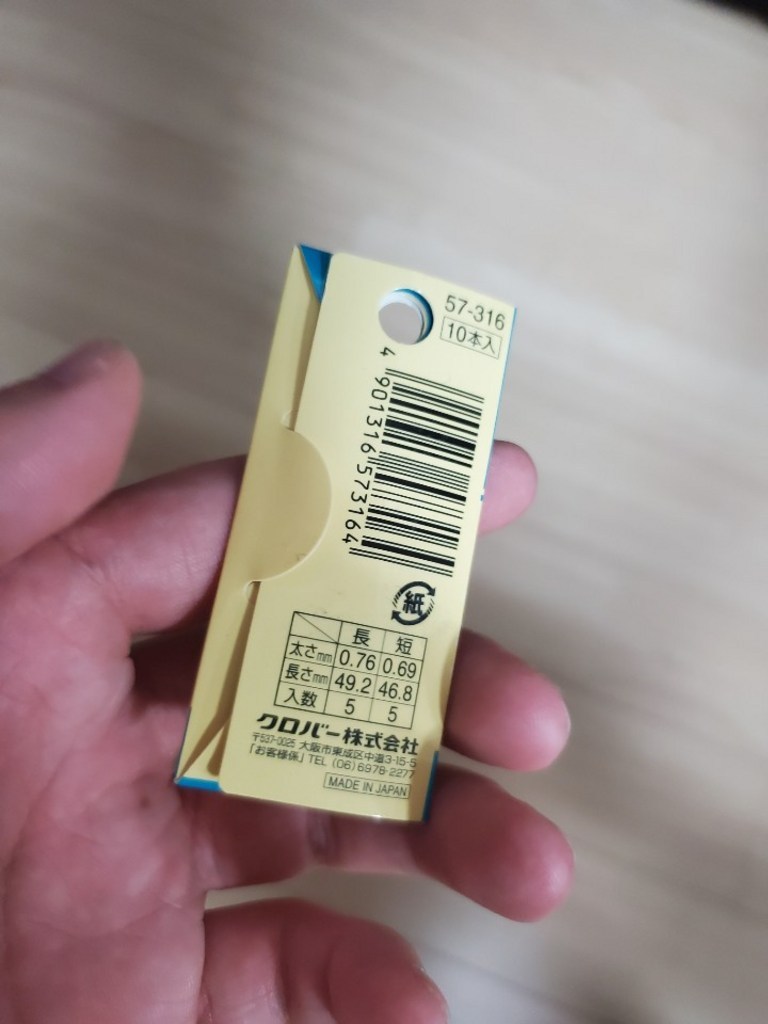 57-316
10本入
4 901316 573164
紙
長 短
太さmm 0.76 0.69
長さmm 49.2 46.8
入数 5 5
クロバー株式会社
〒537-0025 大阪市東成区中道3-15-5
「お客様係」TEL (06)6978-2277
MADE IN JAPAN